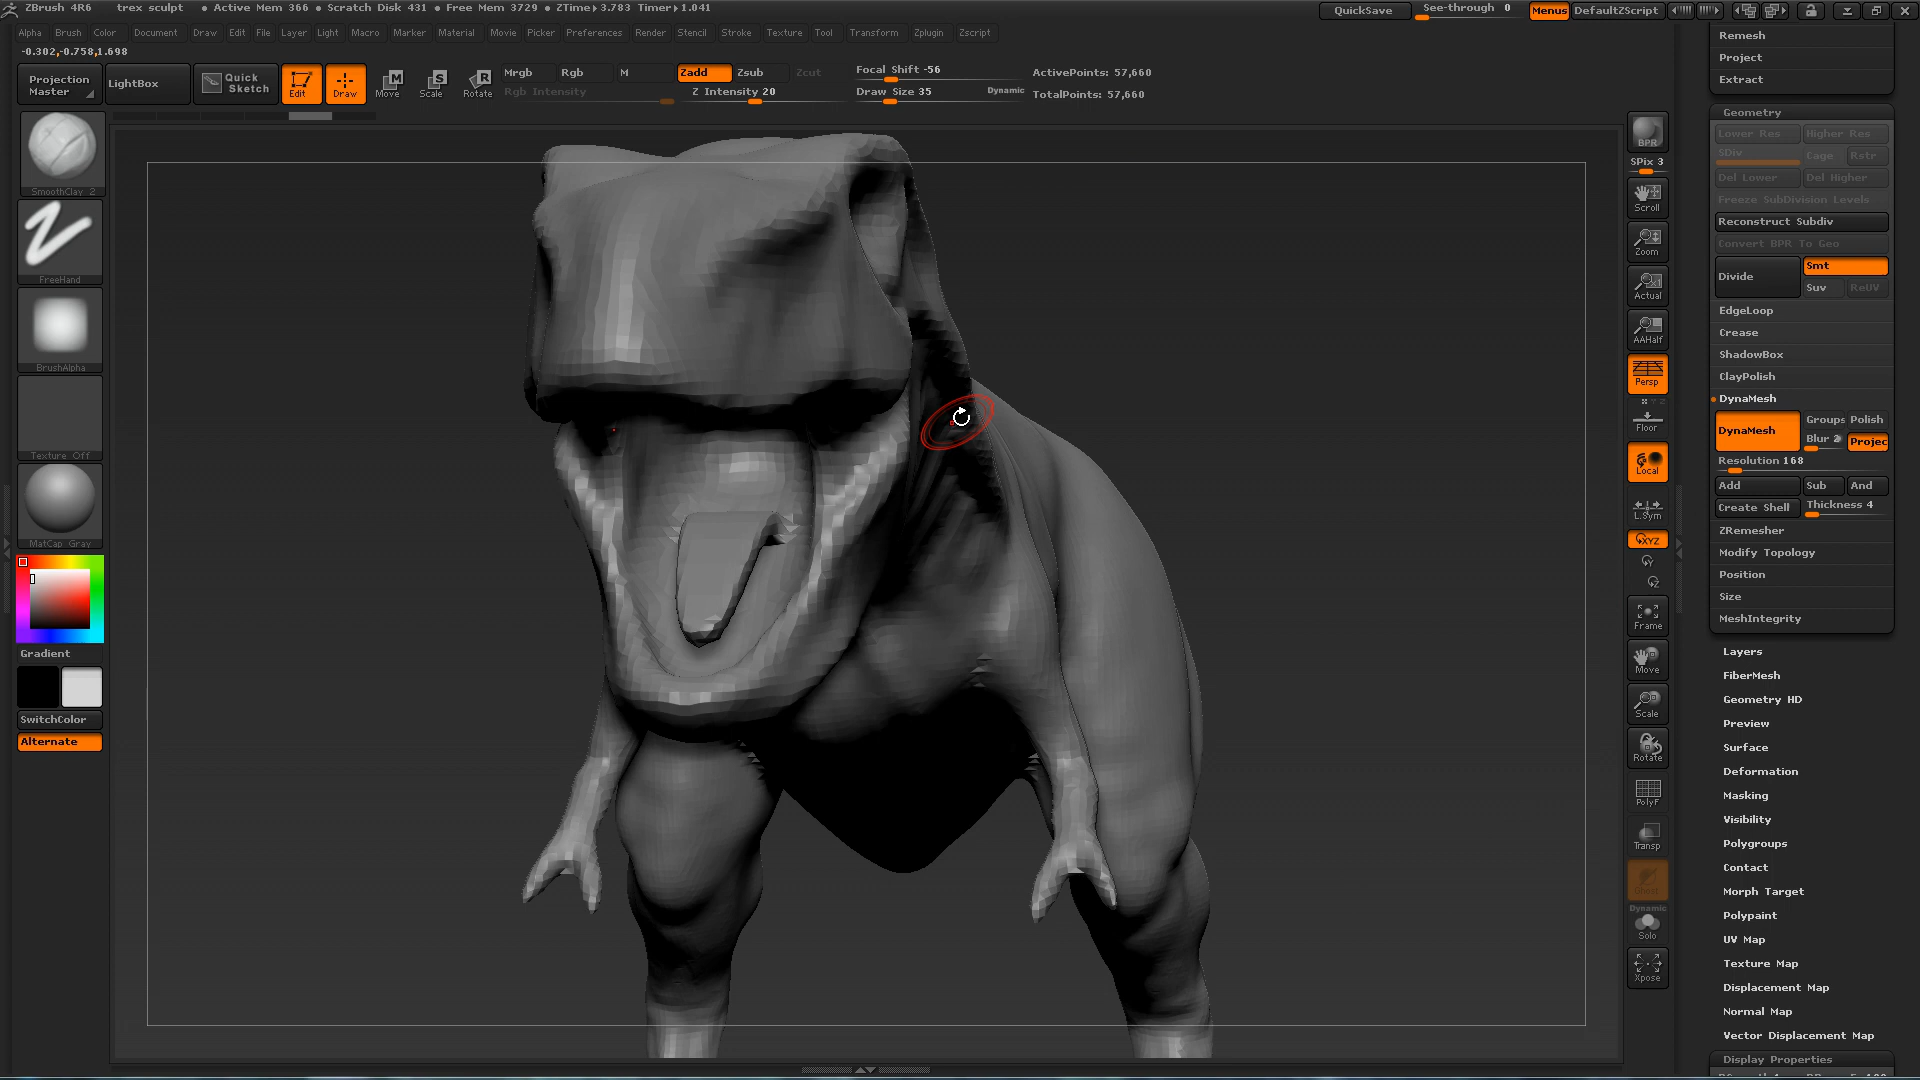 ZBrush 4R6 trex sculpt • Active Mem 366 • Scratch Disk 431 • Free Mem 3729 • ZTime▸3.783 Timer▸1.041
QuickSave See-through 0 Menus DefaultZScript
Alpha Brush Color Document Draw Edit File Layer Light Macro Marker Material Movie Picker Preferences Render Stencil Stroke Texture Tool Transform Zplugin Zscript
-0.302,-0.758,1.698
Projection Master
LightBox
Quick Sketch
Edit
Draw
Move
Scale
Rotate
Mrgb Rgb M
Rgb Intensity
Zadd Zsub Zcut
Z Intensity 20
Focal Shift -56
Draw Size 35 Dynamic
ActivePoints: 57,660
TotalPoints: 57,660
SmoothClay_2
FreeHand
BrushAlpha
Texture Off
MatCap Gray
Gradient
SwitchColor
Alternate
BPR
SPix 3
Scroll
Zoom
Actual
AAHalf
Persp
Floor
Local
L.Sym
XYZ
Y
Z
Frame
Move
Scale
Rotate
PolyF
Transp
Ghost
Dynamic
Solo
Xpose
Remesh
Project
Extract
Geometry
Lower Res Higher Res
SDiv Cage Rstr
Del Lower Del Higher
Freeze SubDivision Levels
Reconstruct Subdiv
Convert BPR To Geo
Divide Smt
Suv ReUV
EdgeLoop
Crease
ShadowBox
ClayPolish
DynaMesh
DynaMesh Groups Polish
Blur 2 Projec
Resolution 168
Add Sub And
Create Shell Thickness 4
ZRemesher
Modify Topology
Position
Size
MeshIntegrity
Layers
FiberMesh
Geometry HD
Preview
Surface
Deformation
Masking
Visibility
Polygroups
Contact
Morph Target
Polypaint
UV Map
Texture Map
Displacement Map
Normal Map
Vector Displacement Map
Display Properties